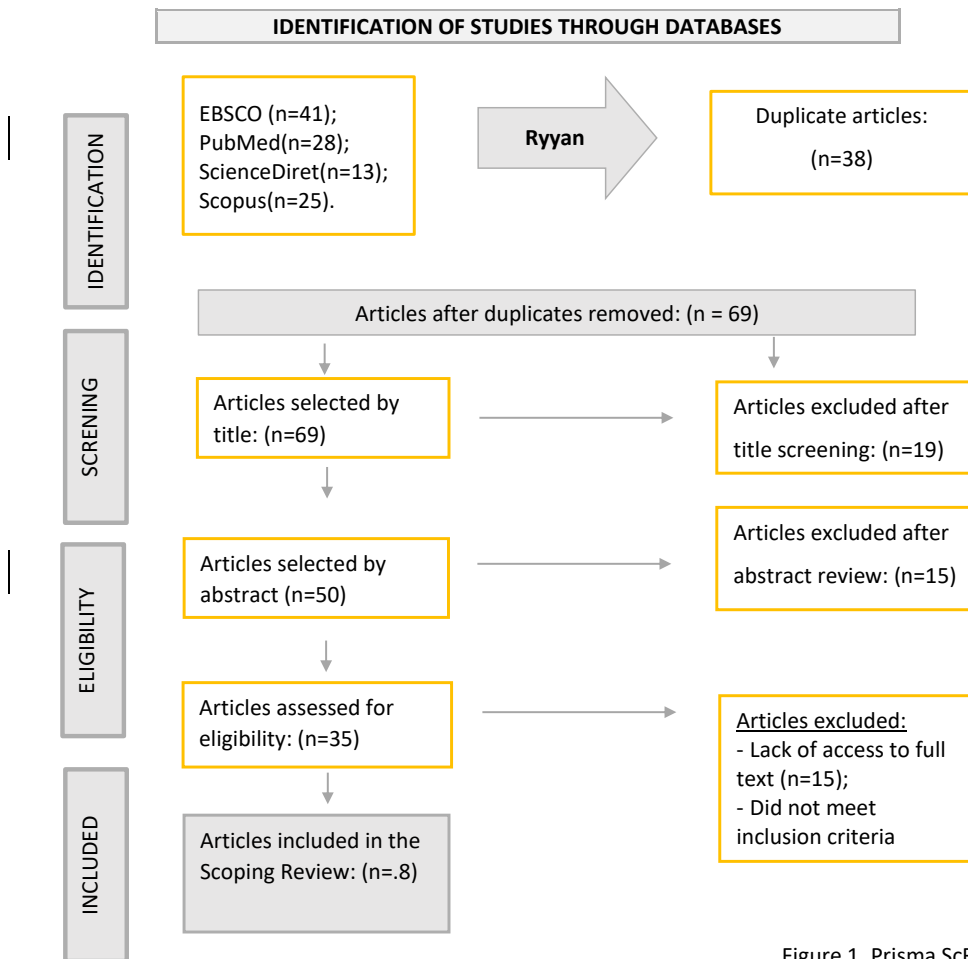 IDENTIFICATION OF STUDIES THROUGH DATABASES
IDENTIFICATION
EBSCO (n=41);
PubMed(n=28);
ScienceDiret(n=13);
Scopus(n=25).
Ryyan
Duplicate articles:
(n=38)
Articles after duplicates removed: (n = 69)
SCRENING
Articles selected by
title: (n=69)
Articles excluded after
title screening: (n=19)
ELIGIBILITY
Articles selected by
abstract (n=50)
Articles excluded after
abstract review: (n=15)
Articles assessed for
eligibility: (n=35)
Articles excluded:
- Lack of access to full
text (n=15);
- Did not meet
inclusion criteria
INCLUDED
Articles included in the
Scoping Review: (n=.8)
Figure 1. Prisma